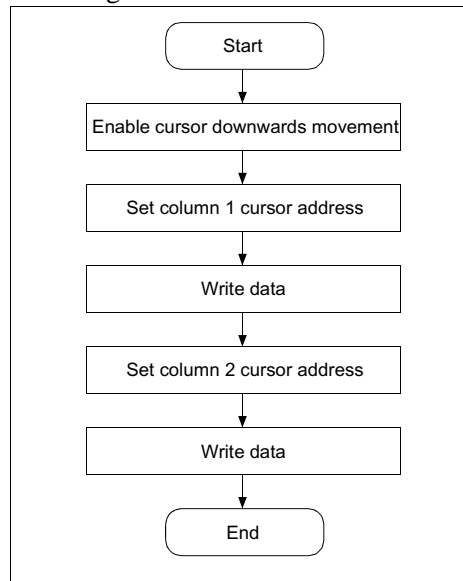 Start
Enable cursor downwards movement
Set column 1 cursor address
Write data
Set column 2 cursor address
Write data
End